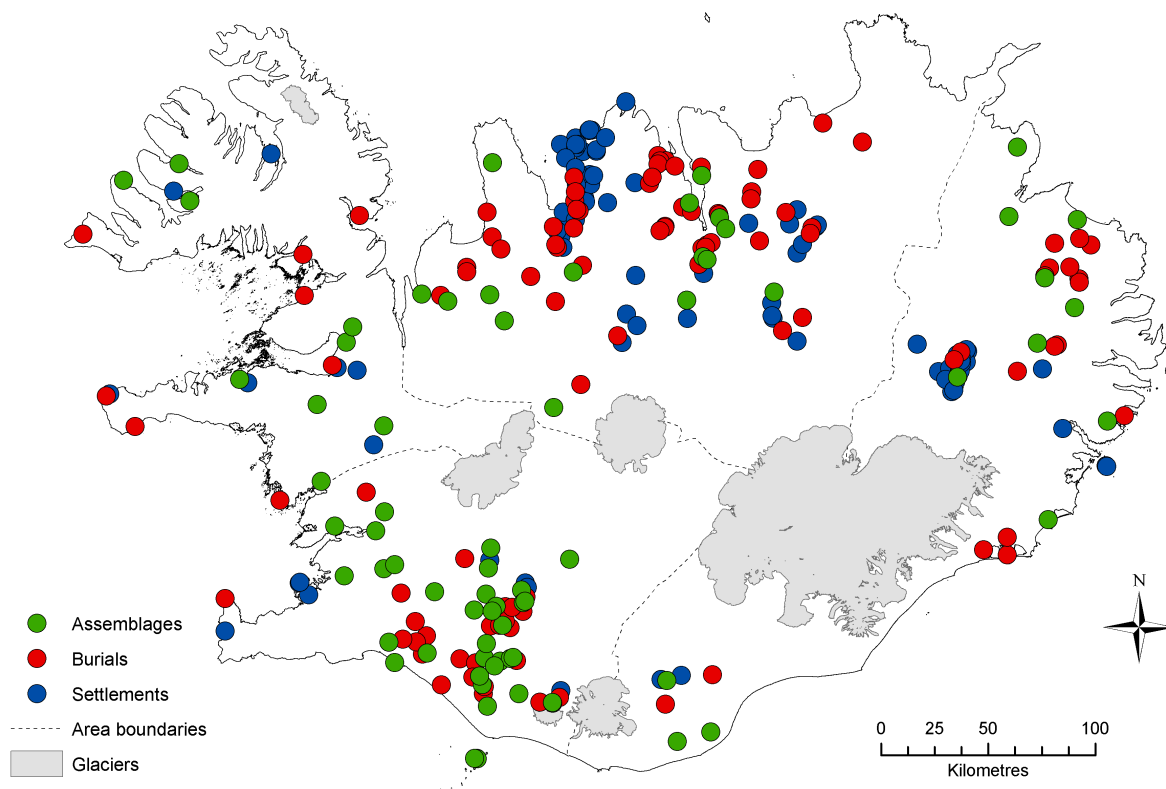 N
Assemblages
Burials
Settlements
Area boundaries
Glaciers
0 25 50 100
Kilometres